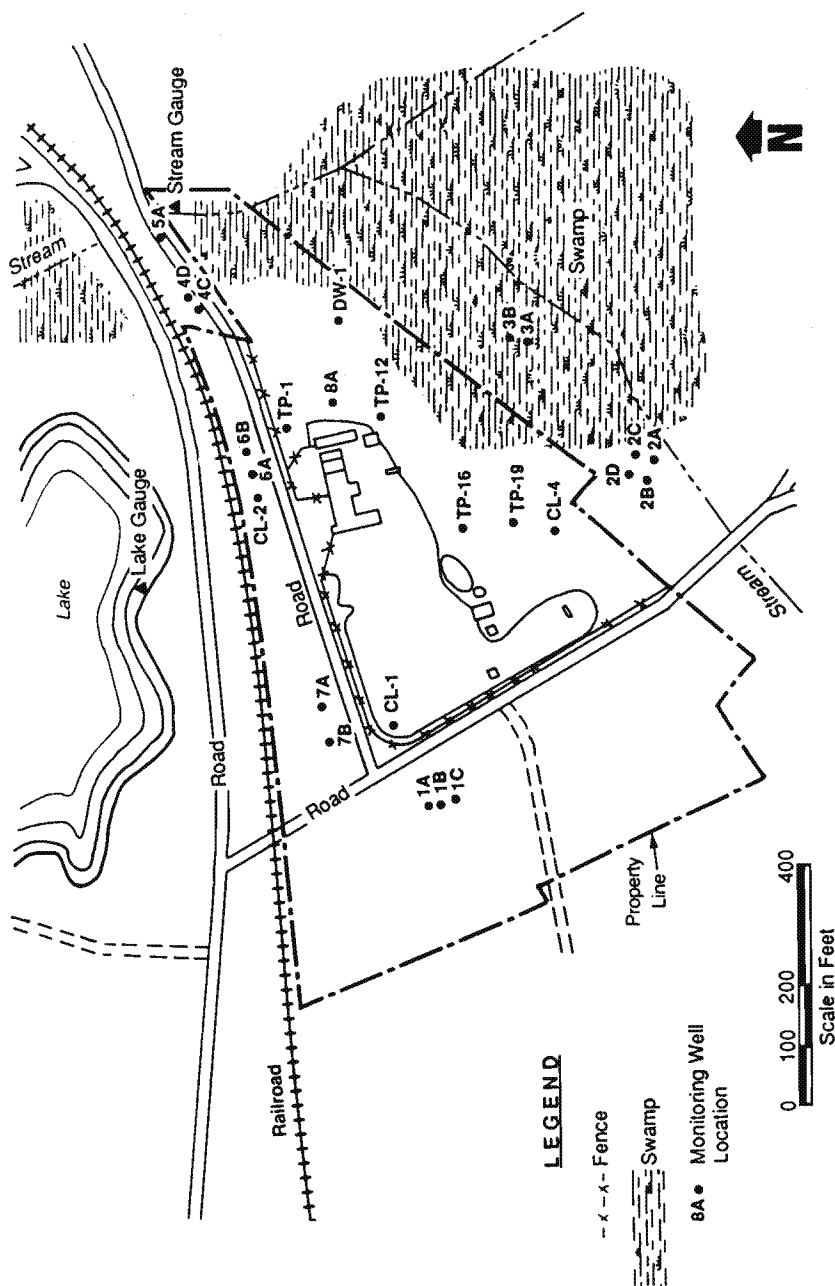 Stream
Stream Gauge
5A
4D
4C
Lake
Lake Gauge
DW-1
Swamp
3B
3A
N
8A
TP-12
TP-1
6B
6A
CL-2
Road
Road
Road
TP-16
TP-19
CL-4
2D
2C
2B
2A
Stream
7A
7B
CL-1
1A
1B
1C
Railroad
Property
Line
LEGEND
-x-x- Fence
Swamp
8A • Monitoring Well
Location
0 100 200 400
Scale in Feet